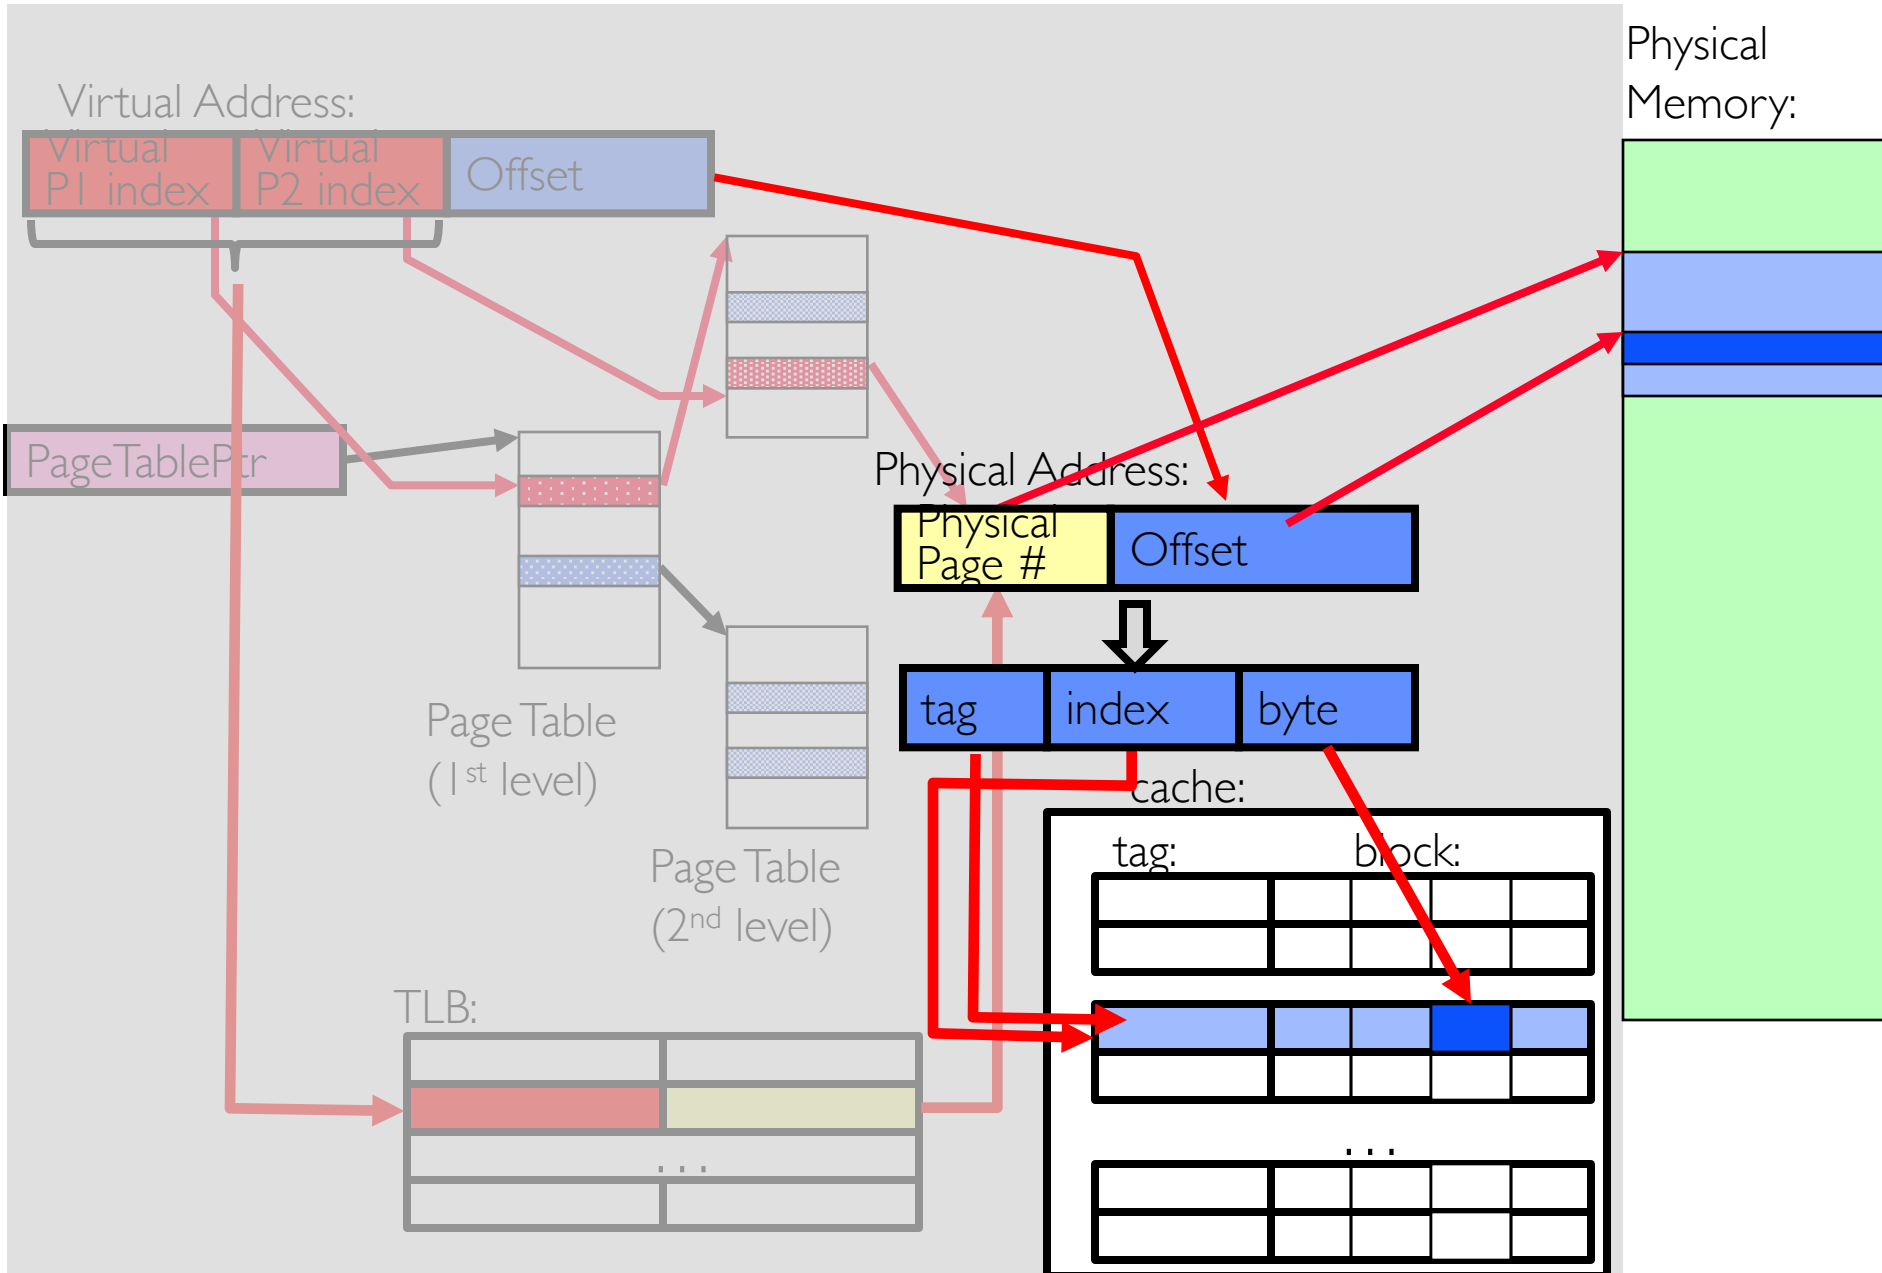 Physical
Memory:
Virtual Address:
Virtual
P1 index
Virtual
P2 index
Offset
PageTablePtr
Physical Address:
Physical
Page #
Offset
tag
index
byte
Page Table
(1st level)
cache:
tag:
block:
Page Table
(2nd level)
TLB:
...
...